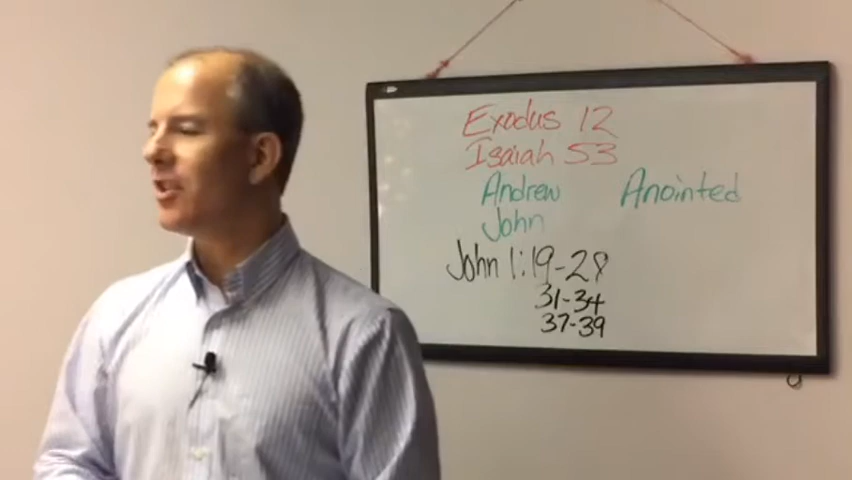 Exodus 12
Isaiah 53
Andrew Anointed
John
John 1:19-28
31-34
37-39